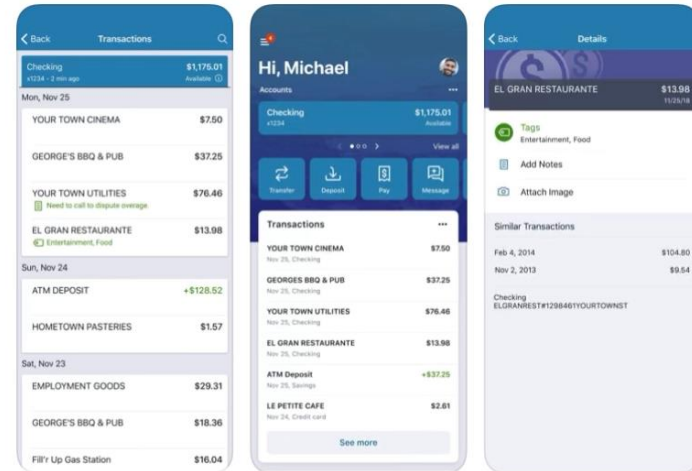 Back Transactions
Checking $1,175.01
x1234 - 2 min ago Available
Mon, Nov 25
YOUR TOWN CINEMA $7.50
GEORGE'S BBQ & PUB $37.25
YOUR TOWN UTILITIES $76.46
Need to call to dispute overage.
EL GRAN RESTAURANTE $13.98
Entertainment, Food
Sun, Nov 24
ATM DEPOSIT +$128.52
HOMETOWN PASTERIES $1.57
Sat, Nov 23
EMPLOYMENT GOODS $29.31
GEORGE'S BBQ & PUB $18.36
Fill'r Up Gas Station $16.04
Hi, Michael
Accounts
Checking $1,175.01
x1234 Available
View all
Transfer Deposit Pay Message
Transactions
YOUR TOWN CINEMA $7.50
Nov 25, Checking
GEORGES BBQ & PUB $37.25
Nov 25, Checking
YOUR TOWN UTILITIES $76.46
Nov 25, Checking
EL GRAN RESTAURANTE $13.98
Nov 25, Checking
ATM Deposit +$37.25
Nov 25, Savings
LE PETITE CAFE $2.61
Nov 24, Credit card
See more
Back Details
EL GRAN RESTAURANTE $13.98
11/25/18
Tags
Entertainment, Food
Add Notes
Attach Image
Similar Transactions
Feb 4, 2014 $104.80
Nov 2, 2013 $9.54
Checking
ELGRANREST#1298461YOURTOWNST